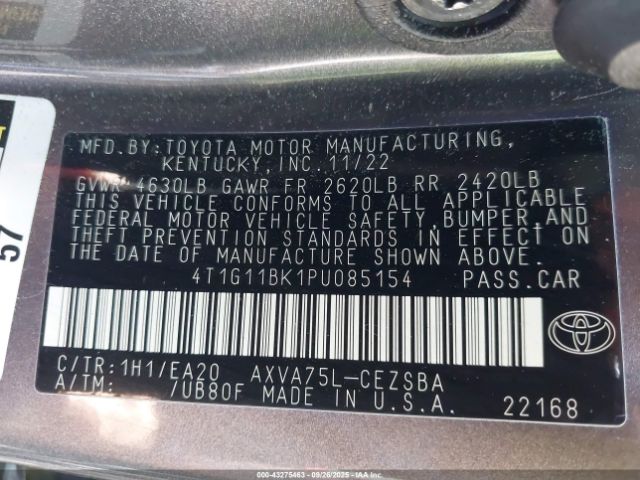 MFD.BY:TOYOTA MOTOR MANUFACTURING,
KENTUCKY, INC. 11/22
GVWR 4630LB GAWR FR 2620LB RR 2420LB
THIS VEHICLE CONFORMS TO ALL APPLICABLE
FEDERAL MOTOR VEHICLE SAFETY, BUMPER, AND
THEFT PREVENTION STANDARDS IN EFFECT ON
THE DATE OF MANUFACTURE SHOWN ABOVE.
4T1G11BK1PU085154 PASS.CAR
C/TR:1H1/EA20 AXVA75L-CEZSBA
A/TM: /UB80F MADE IN U.S.A. 22168
57
000-43275463 - 09/26/2025 - IAAI.COM